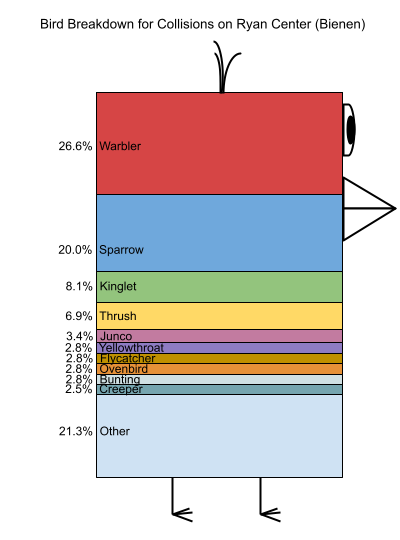 Bird Breakdown for Collisions on Ryan Center (Bienen)
26.6% Warbler
20.0% Sparrow
8.1% Kinglet
6.9% Thrush
3.4% Junco
2.8% Yellowthroat
2.8% Flycatcher
2.8% Ovenbird
2.8% Bunting
2.5% Creeper
21.3% Other